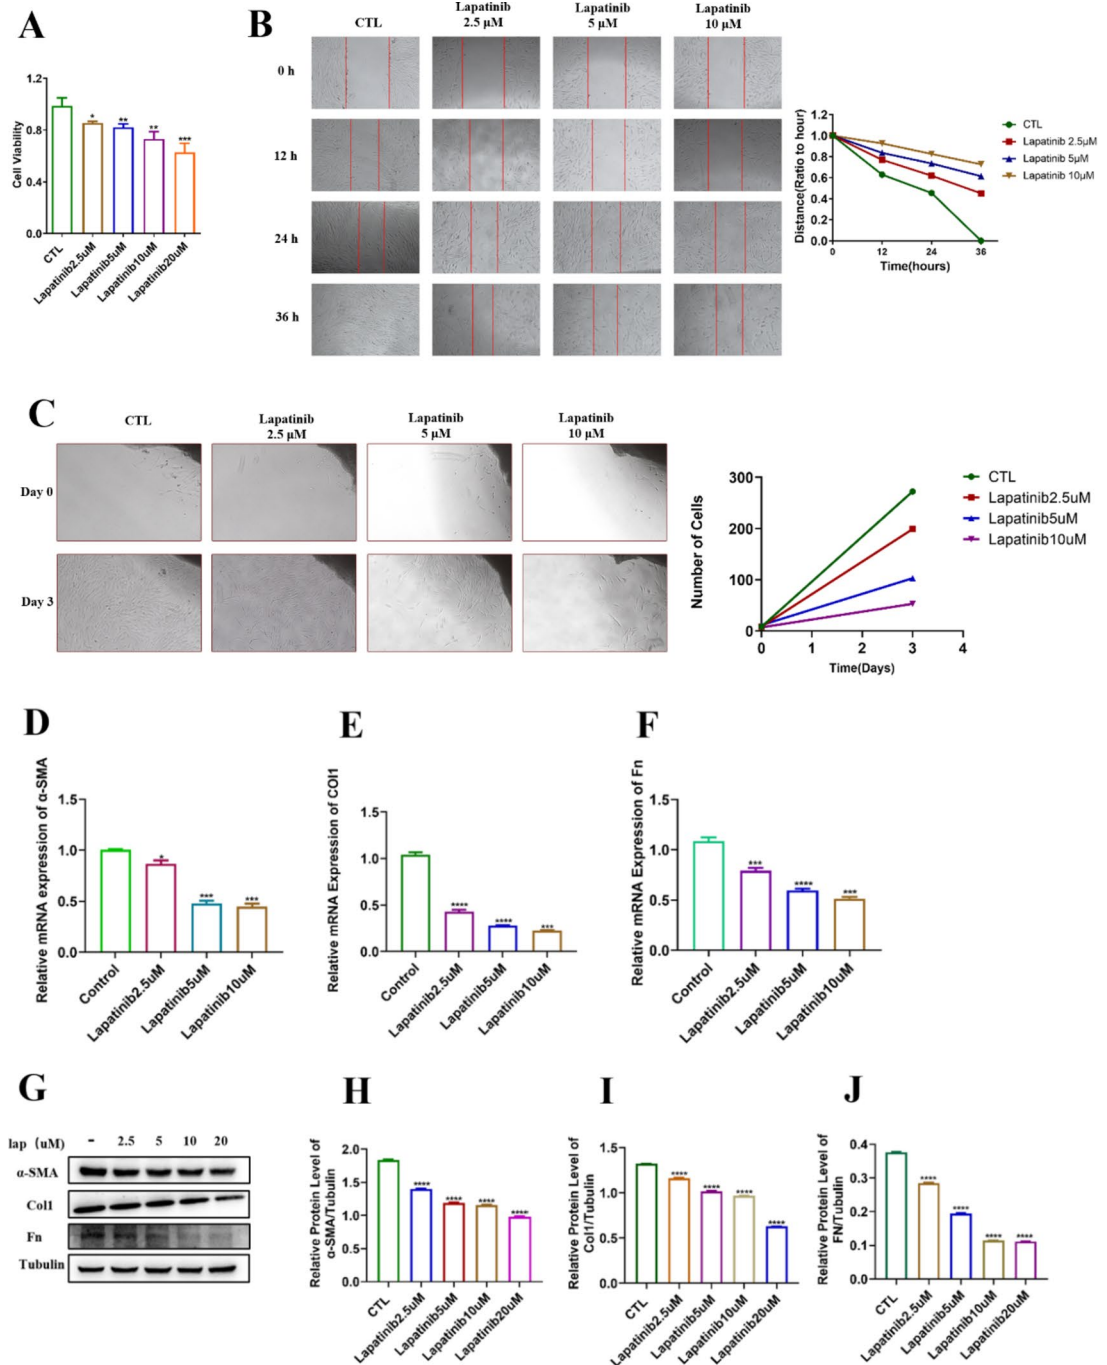 A
Cell Viability
1.2
0.8
0.4
0.0
* ** ** ***
CTL
Lapatinib2.5uM
Lapatinib5uM
Lapatinib10uM
Lapatinib20uM
B
CTL
Lapatinib
2.5 μM
Lapatinib
5 μM
Lapatinib
10 μM
0 h
12 h
24 h
36 h
Distance(Ratio to hour)
1.2
1.0
0.8
0.6
0.4
0.2
0.0
0 12 24 36
Time(hours)
CTL
Lapatinib 2.5μM
Lapatinib 5μM
Lapatinib 10μM
C
CTL
Lapatinib
2.5 μM
Lapatinib
5 μM
Lapatinib
10 μM
Day 0
Day 3
Number of Cells
300
200
100
0
0 1 2 3 4
Time(Days)
CTL
Lapatinib2.5uM
Lapatinib5uM
Lapatinib10uM
D
Relative mRNA expression of α-SMA
1.5
1.0
0.5
0.0
* *** ***
Control
Lapatinib2.5uM
Lapatinib5uM
Lapatinib10uM
E
Relative mRNA Expression of COl1
1.5
1.0
0.5
0.0
**** **** ***
Control
Lapatinib2.5uM
Lapatinib5uM
Lapatinib10uM
F
Relative mRNA Expression of Fn
1.5
1.0
0.5
0.0
*** **** ***
Control
Lapatinib2.5uM
Lapatinib5uM
Lapatinib10uM
G
lap (uM) - 2.5 5 10 20
α-SMA
Col1
Fn
Tubulin
H
Relative Protein Level of
α-SMA/Tubulin
2.0
1.5
1.0
0.5
0.0
**** **** **** ****
CTL
Lapatinib2.5uM
Lapatinib5uM
Lapatinib10uM
Lapatinib20uM
I
Relative Protein Level of
Col1/Tubulin
1.5
1.0
0.5
0.0
**** **** **** ****
CTL
Lapatinib2.5uM
Lapatinib5uM
Lapatinib10uM
Lapatinib20uM
J
Relative Protein Level of
FN/Tubulin
0.4
0.3
0.2
0.1
0.0
**** **** **** ****
CTL
Lapatinib2.5uM
Lapatinib5uM
Lapatinib10uM
Lapatinib20uM